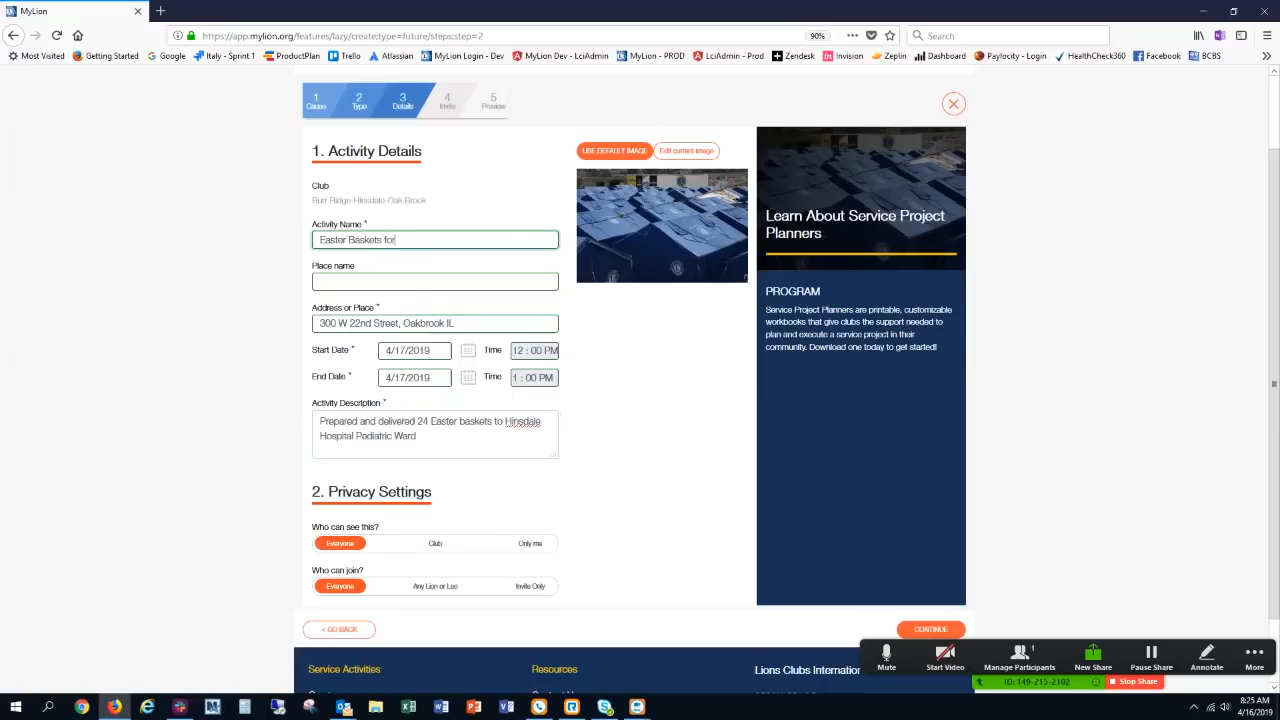 MyLion
https://app.mylion.org/features/lazy/create;type=future/steps;step=2
90%
Search
Most Visited
Getting Started
Google
Italy - Sprint 1
ProductPlan
Trello
Atlassian
MyLion Login - Dev
MyLion Dev - LciAdmin
MyLion - PROD
LciAdmin - PROD
Zendesk
Invision
Zeplin
Dashboard
Paylocity - Login
HealthCheck360
Facebook
BCBS
1 Cause
2 Type
3 Details
4 Invite
5 Preview
1. Activity Details
Club
Burr Ridge-Hinsdale-Oak Brook
Activity Name *
Easter Baskets for
Place name
Address or Place *
300 W 22nd Street, Oakbrook IL
Start Date * 4/17/2019 Time 12 : 00 PM
End Date * 4/17/2019 Time 1 : 00 PM
Activity Description *
Prepared and delivered 24 Easter baskets to Hinsdale
Hospital Pediatric Ward
2. Privacy Settings
Who can see this?
Everyone Club Only me
Who can join?
Everyone Any Lion or Leo Invite Only
USE DEFAULT IMAGE Edit current image
Learn About Service Project
Planners
PROGRAM
Service Project Planners are printable, customizable
workbooks that give clubs the support needed to
plan and execute a service project in their
community. Download one today to get started!
< GO BACK
CONTINUE
Service Activities
Resources
Lions Clubs Internation
Mute
Start Video
1
Manage Participants
New Share
Pause Share
Annotate
More
ID: 149-215-2102
Stop Share
8:25 AM
4/16/2019